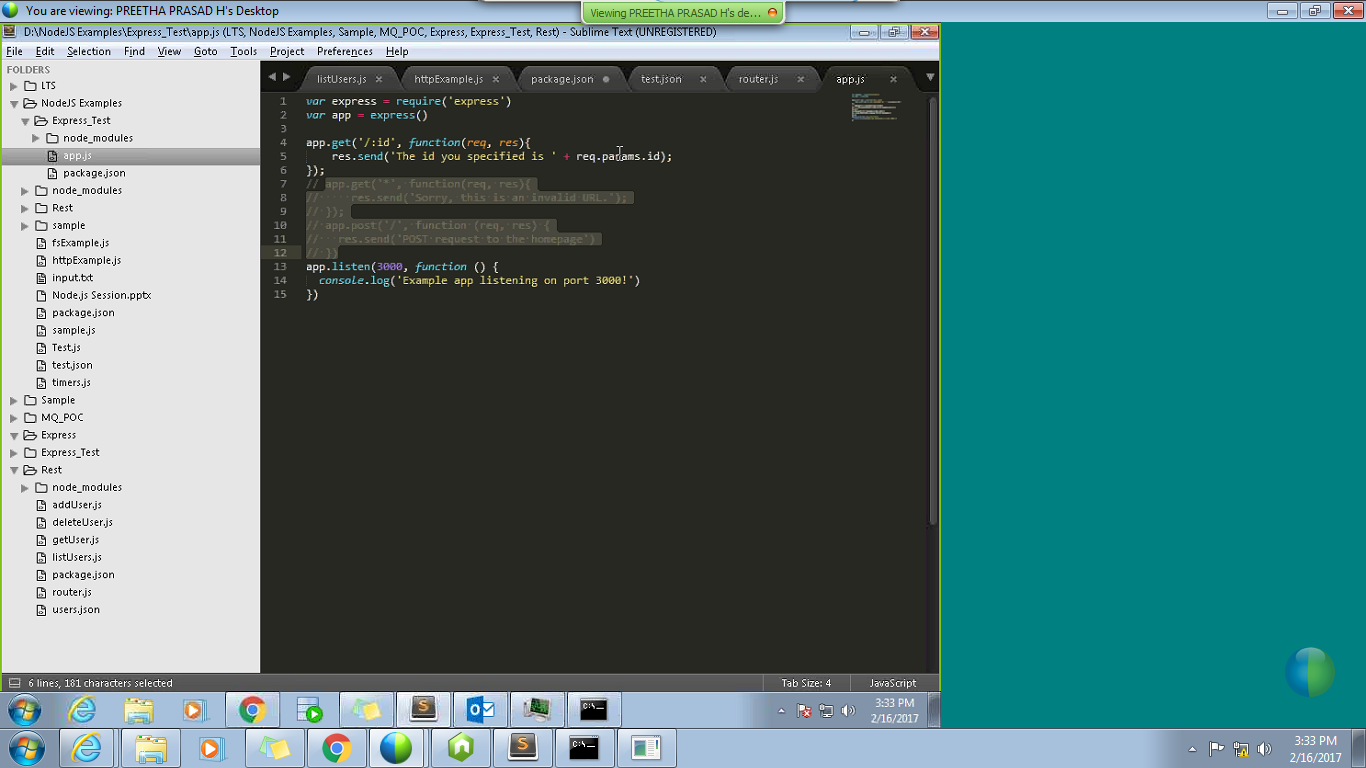 You are viewing: PREETHA PRASAD H's Desktop
Viewing PREETHA PRASAD H's de...
D:\NodeJS Examples\Express_Test\app.js (LTS, NodeJS Examples, Sample, MQ_POC, Express, Express_Test, Rest) - Sublime Text (UNREGISTERED)
File Edit Selection Find View Goto Tools Project Preferences Help
FOLDERS
LTS
NodeJS Examples
Express_Test
node_modules
app.js
package.json
node_modules
Rest
sample
fsExample.js
httpExample.js
input.txt
Node.js Session.pptx
package.json
sample.js
Test.js
test.json
timers.js
Sample
MQ_POC
Express
Express_Test
Rest
node_modules
addUser.js
deleteUser.js
getUser.js
listUsers.js
package.json
router.js
users.json
listUsers.js httpExample.js package.json test.json router.js app.js
1 var express = require('express')
2 var app = express()
3
4 app.get('/:id', function(req, res){
5 res.send('The id you specified is ' + req.params.id);
6 });
7 // app.get('*', function(req, res){
8 // res.send('Sorry, this is an invalid URL.');
9 // });
10 // app.post('/', function (req, res) {
11 // res.send('POST request to the homepage')
12 // })
13 app.listen(3000, function () {
14 console.log('Example app listening on port 3000!')
15 })
6 lines, 181 characters selected Tab Size: 4 JavaScript
3:33 PM
2/16/2017
3:33 PM
2/16/2017